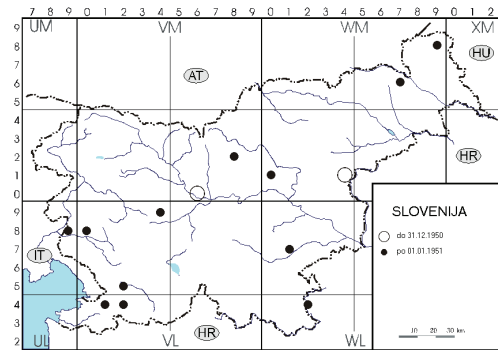 7 8 9 0 1 2 3 4 5 6 7 8 9 0 1 2 3 4 5 6 7 8 9 0 1 2
UM VM WM XM
9
8
7
6
5
4
3
2
1
0
9
8
7
6
5
4
3
2
AT
HU
HR
IT
HR
UL VL WL
SLOVENIJA
do 31.12.1950
po 01.01.1951
10 20 30 km